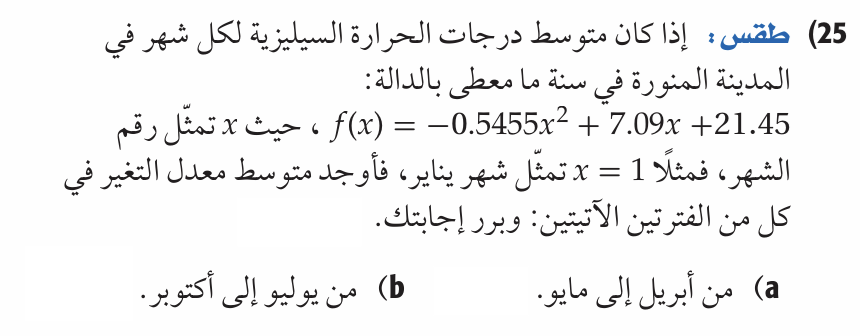 25) طقس: إذا كان متوسط درجات الحرارة السيليزية لكل شهر في
المدينة المنورة في سنة ما معطى بالدالة:
f(x) = −0.5455x² + 7.09x +21.45 ، حيث x تمثّل رقم
الشهر، فمثلًا x = 1 تمثّل شهر يناير، فأوجد متوسط معدل التغير في
كل من الفترتين الآتيتين: وبرر إجابتك.
a) من أبريل إلى مايو. b) من يوليو إلى أكتوبر.